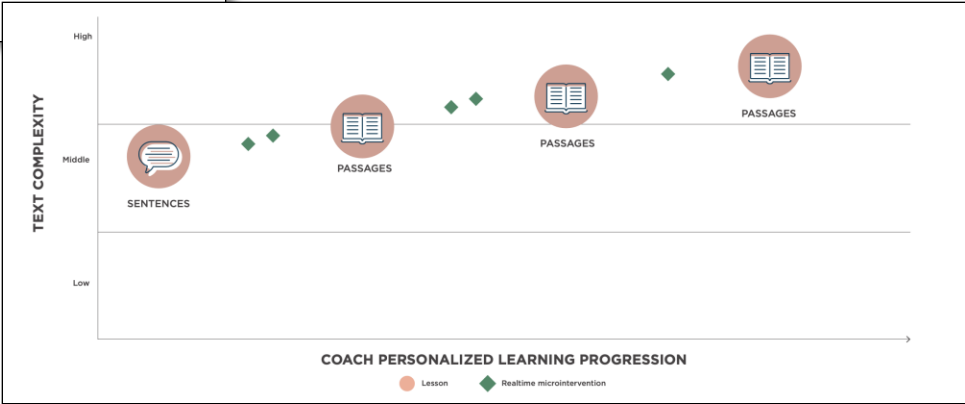 High
TEXT COMPLEXITY
Middle
Low
SENTENCES
PASSAGES
PASSAGES
PASSAGES
COACH PERSONALIZED LEARNING PROGRESSION
Lesson
Realtime microintervention